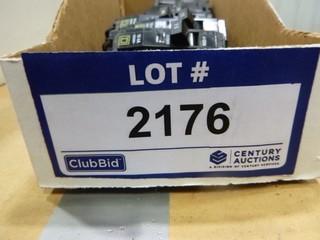 LOT #
2176
ClubBid
CENTURY
AUCTIONS
A DIVISION OF CENTURY SERVICES